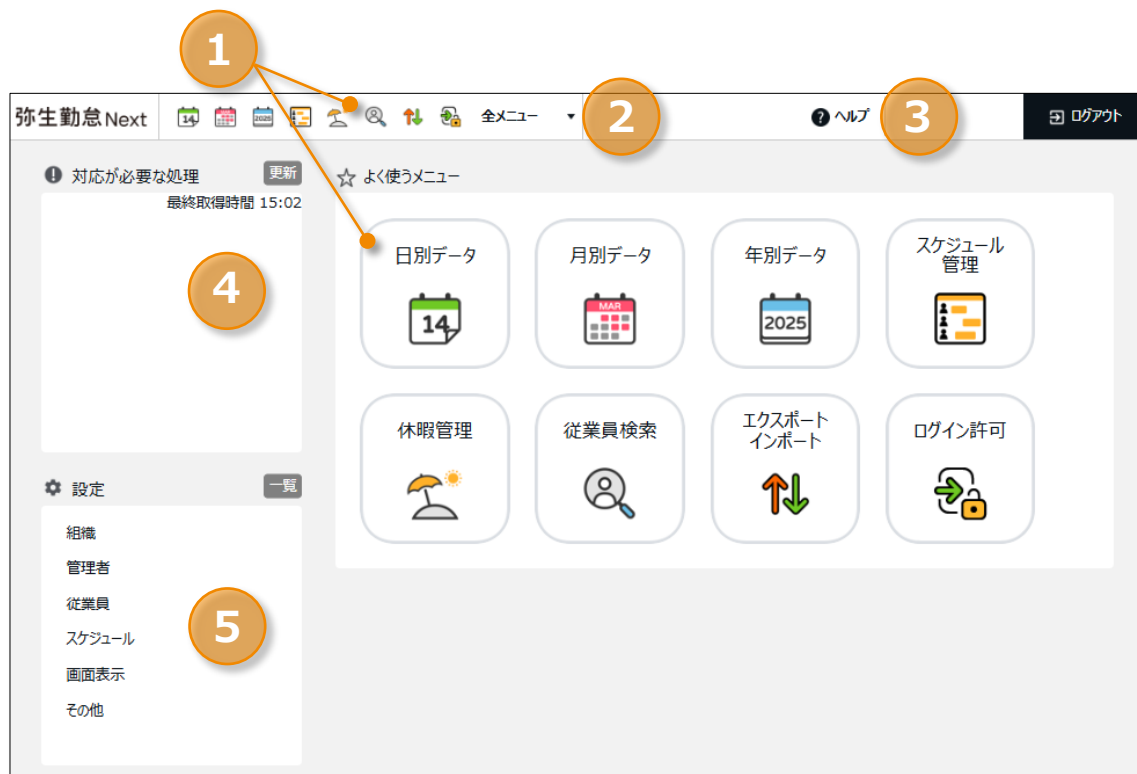 1
弥生勤怠 Next
14
2025
全メニュー
2
ヘルプ
3
ログアウト
対応が必要な処理
更新
最終取得時間 15:02
4
よく使うメニュー
日別データ
14
月別データ
MAR
年別データ
2025
スケジュール
管理
休暇管理
従業員検索
エクスポート
インポート
ログイン許可
設定
一覧
組織
管理者
従業員
スケジュール
画面表示
その他
5